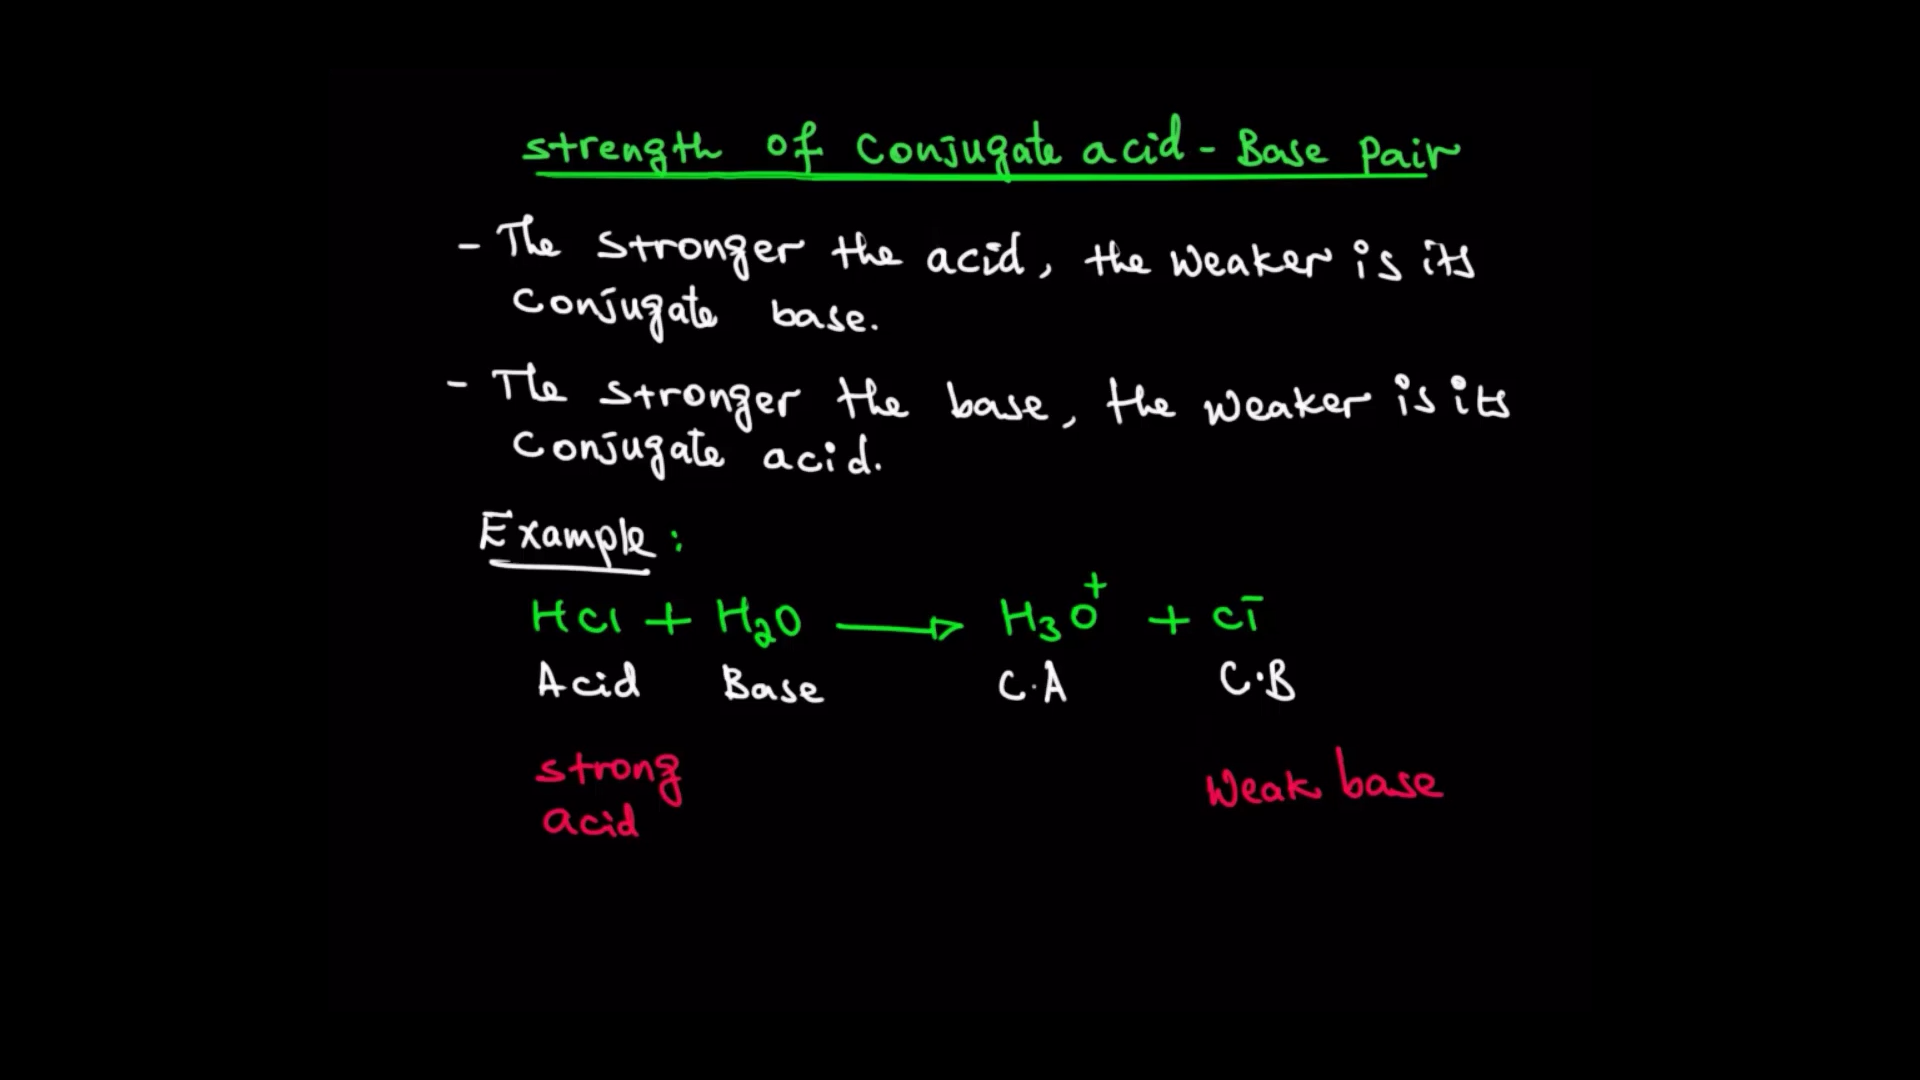 strength of Conjugate acid - Base Pair
- The stronger the acid, the weaker is its
Conjugate base.
- The stronger the base, the weaker is its
Conjugate acid.
Example :
HCl + H₂O ⟶ H₃O⁺ + Cl⁻
Acid Base C.A C.B
strong
acid
Weak base